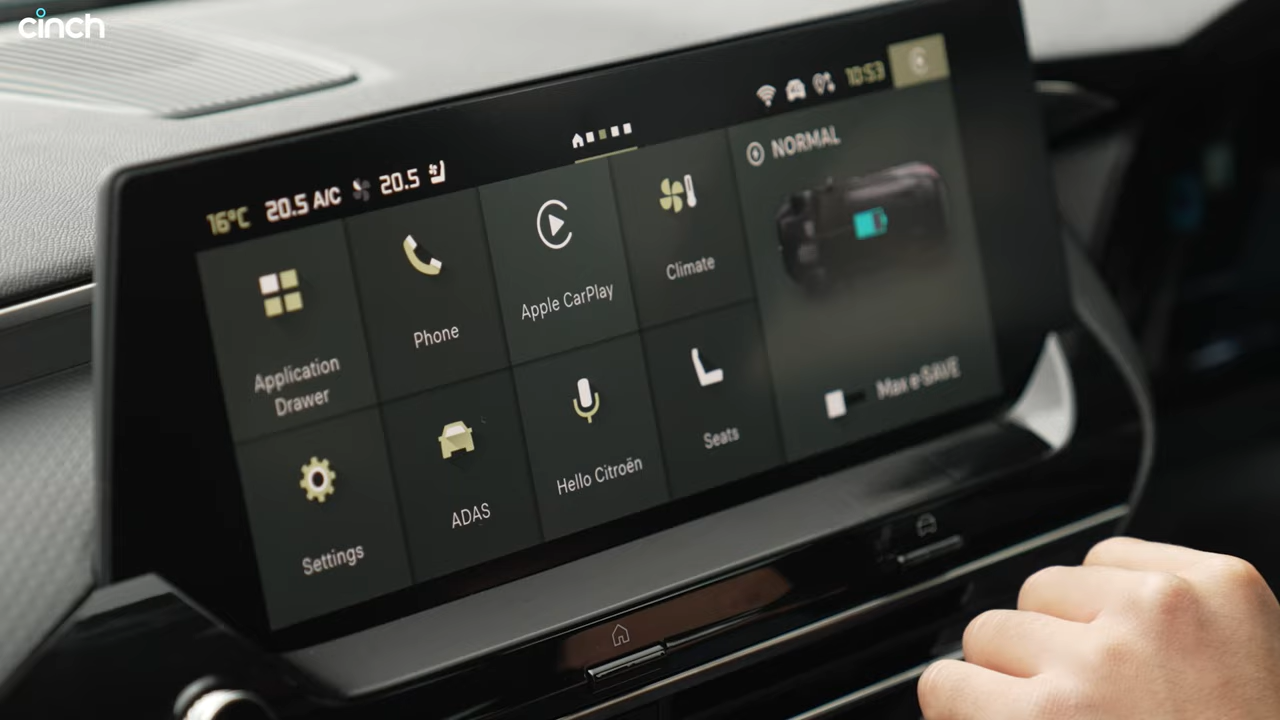 cinch
16°C 20.5 A/C 20.5
10:53
Application
Drawer
Phone
Apple CarPlay
Climate
NORMAL
Settings
ADAS
Hello Citroën
Seats
Max e-SAVE